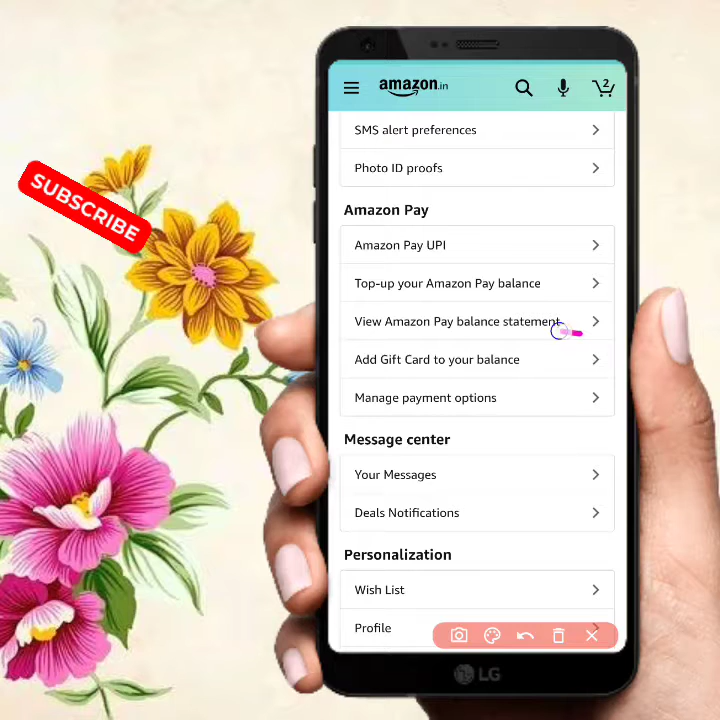 SUBSCRIBE
amazon.in
2
SMS alert preferences
Photo ID proofs
Amazon Pay
Amazon Pay UPI
Top-up your Amazon Pay balance
View Amazon Pay balance statement
Add Gift Card to your balance
Manage payment options
Message center
Your Messages
Deals Notifications
Personalization
Wish List
Profile
LG